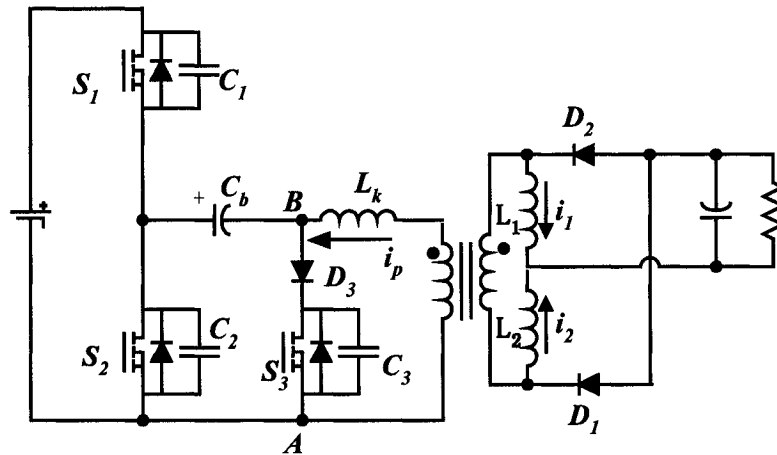 S1
C1
D2
+
Cb
B
Lk
L1
i1
ip
D3
S2
C2
S3
C3
L2
i2
D1
A
+